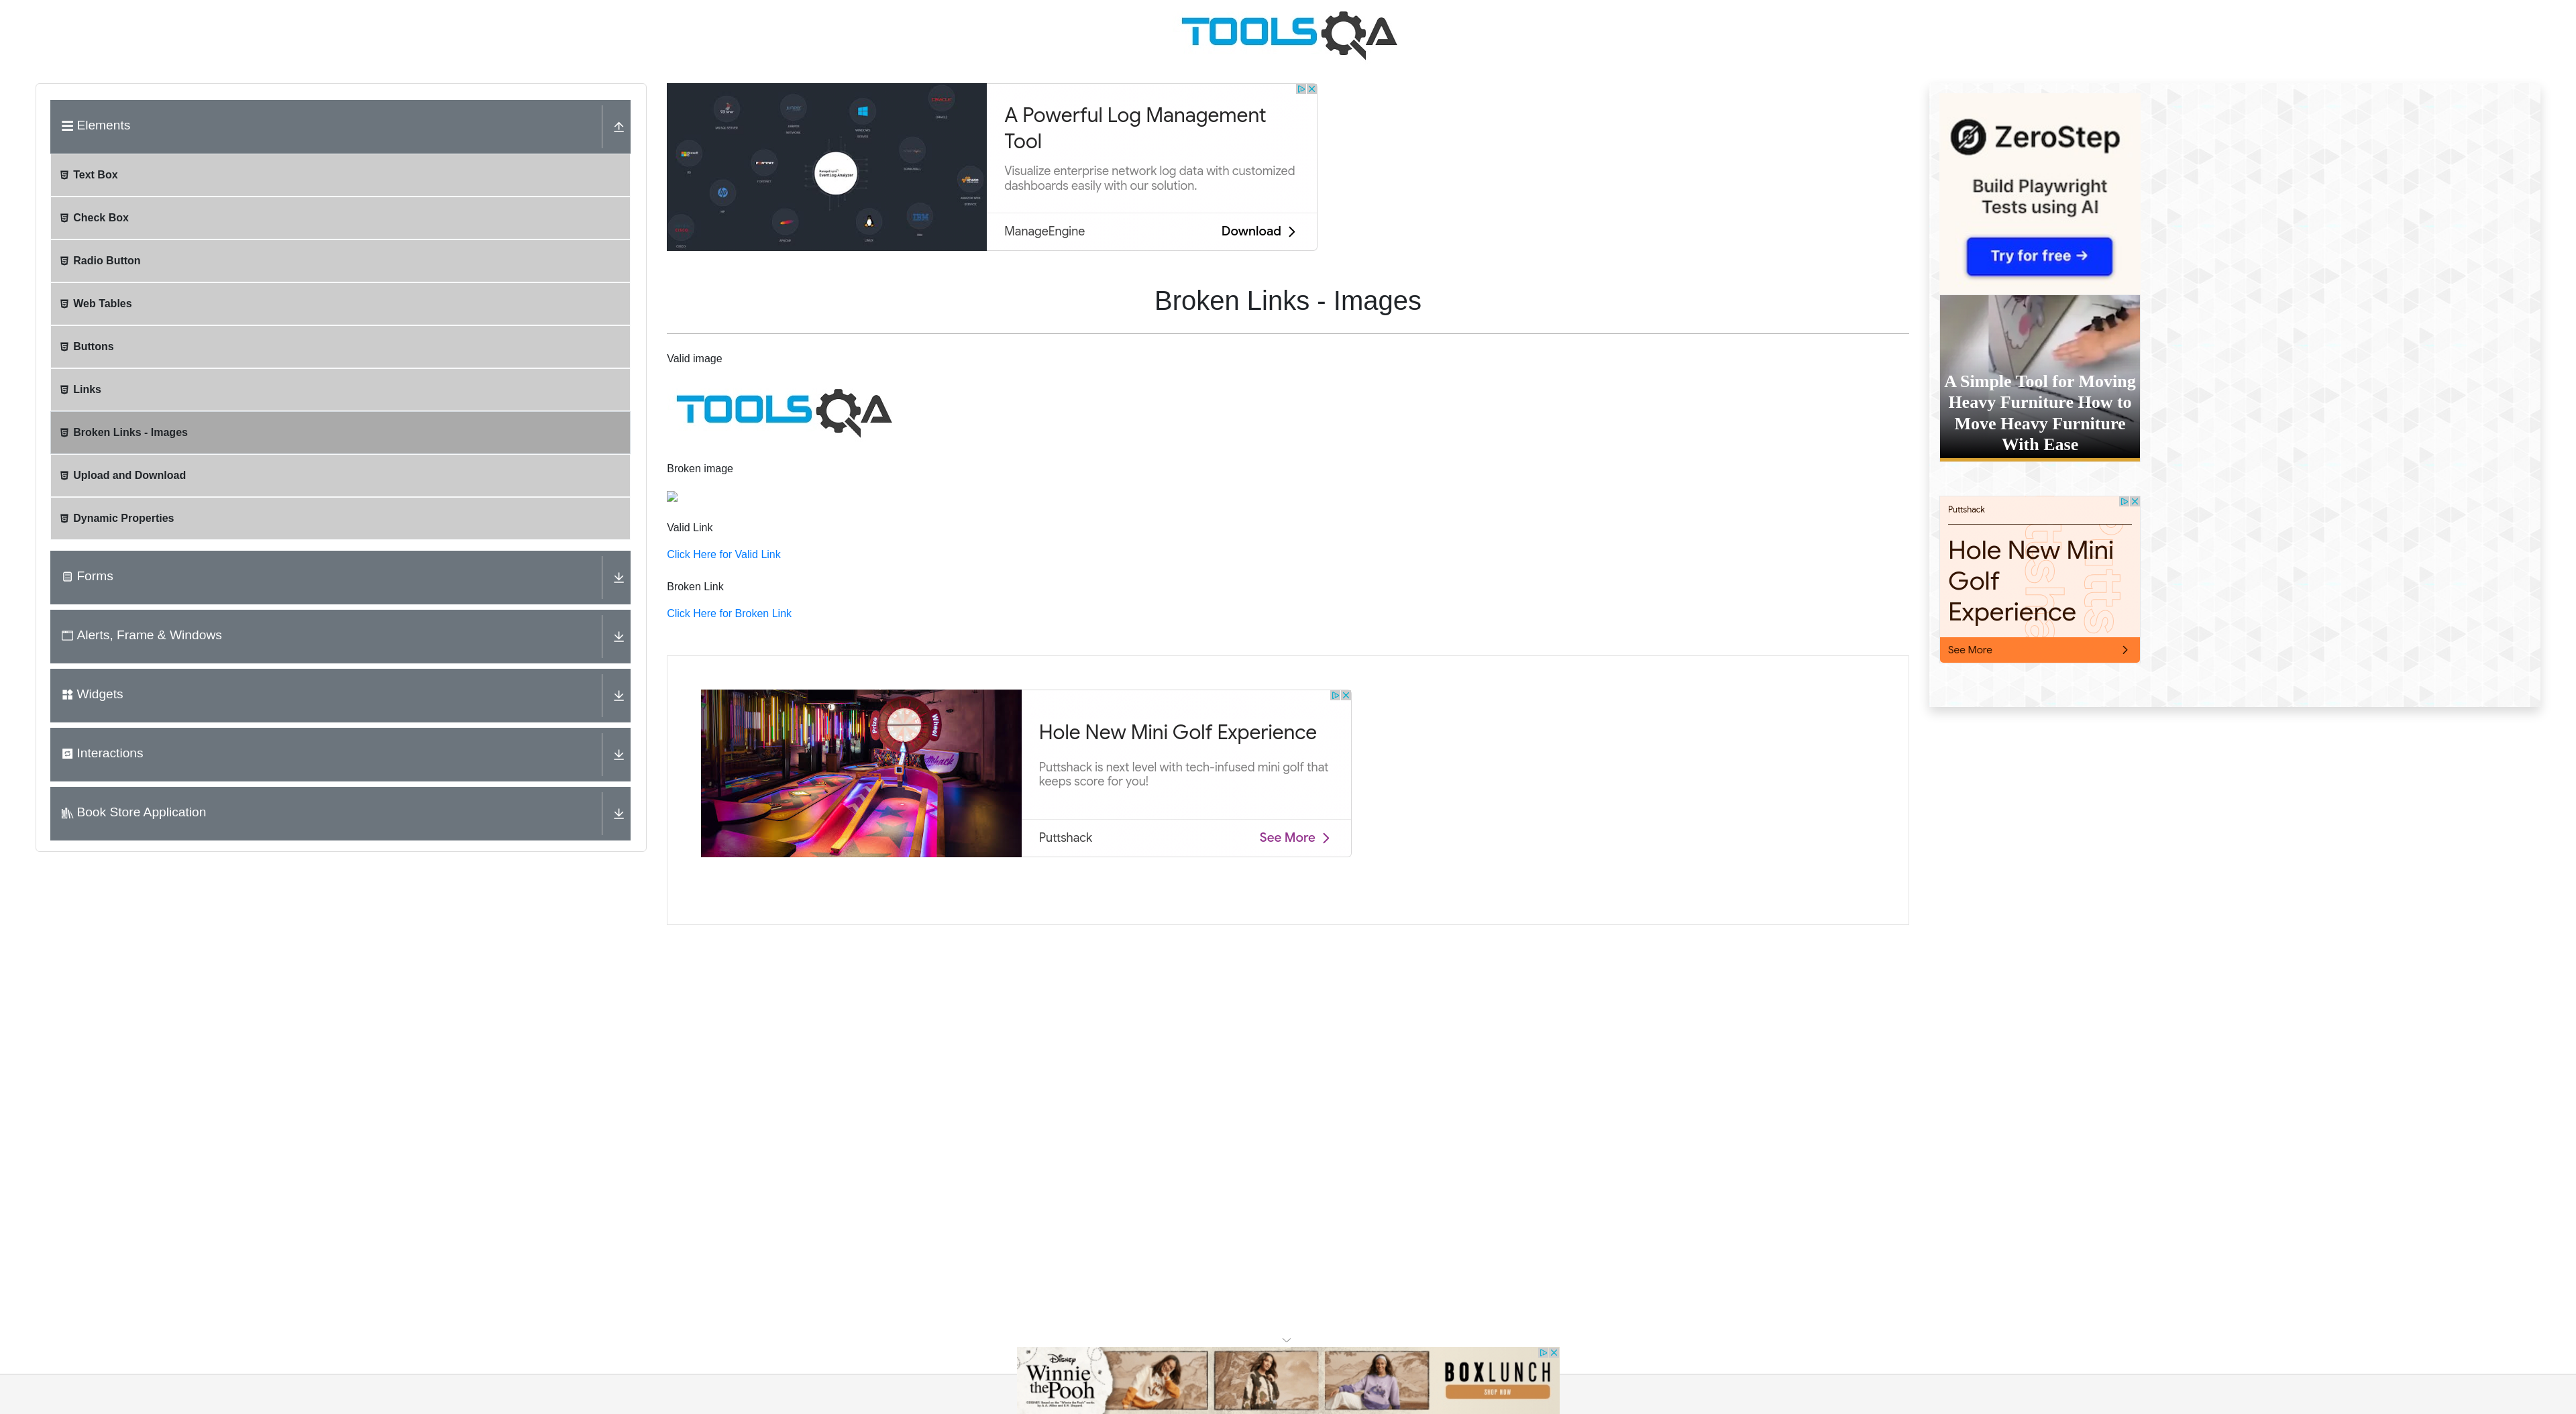 TOOLSQA
Elements
Text Box
Check Box
Radio Button
Web Tables
Buttons
Links
Broken Links - Images
Upload and Download
Dynamic Properties
Forms
Alerts, Frame & Windows
Widgets
Interactions
Book Store Application
A Powerful Log Management
Tool
Visualize enterprise network log data with customized
dashboards easily with our solution.
ManageEngine
Download
Broken Links - Images
Valid image
TOOLSQA
Broken image
Valid Link
Click Here for Valid Link
Broken Link
Click Here for Broken Link
Hole New Mini Golf Experience
Puttshack is next level with tech-infused mini golf that
keeps score for you!
Puttshack
See More
ZeroStep
Build Playwright
Tests using AI
Try for free →
A Simple Tool for Moving
Heavy Furniture How to
Move Heavy Furniture
With Ease
Puttshack
Hole New Mini
Golf
Experience
See More
Disney
Winnie
the Pooh
BOXLUNCH
SHOP NOW